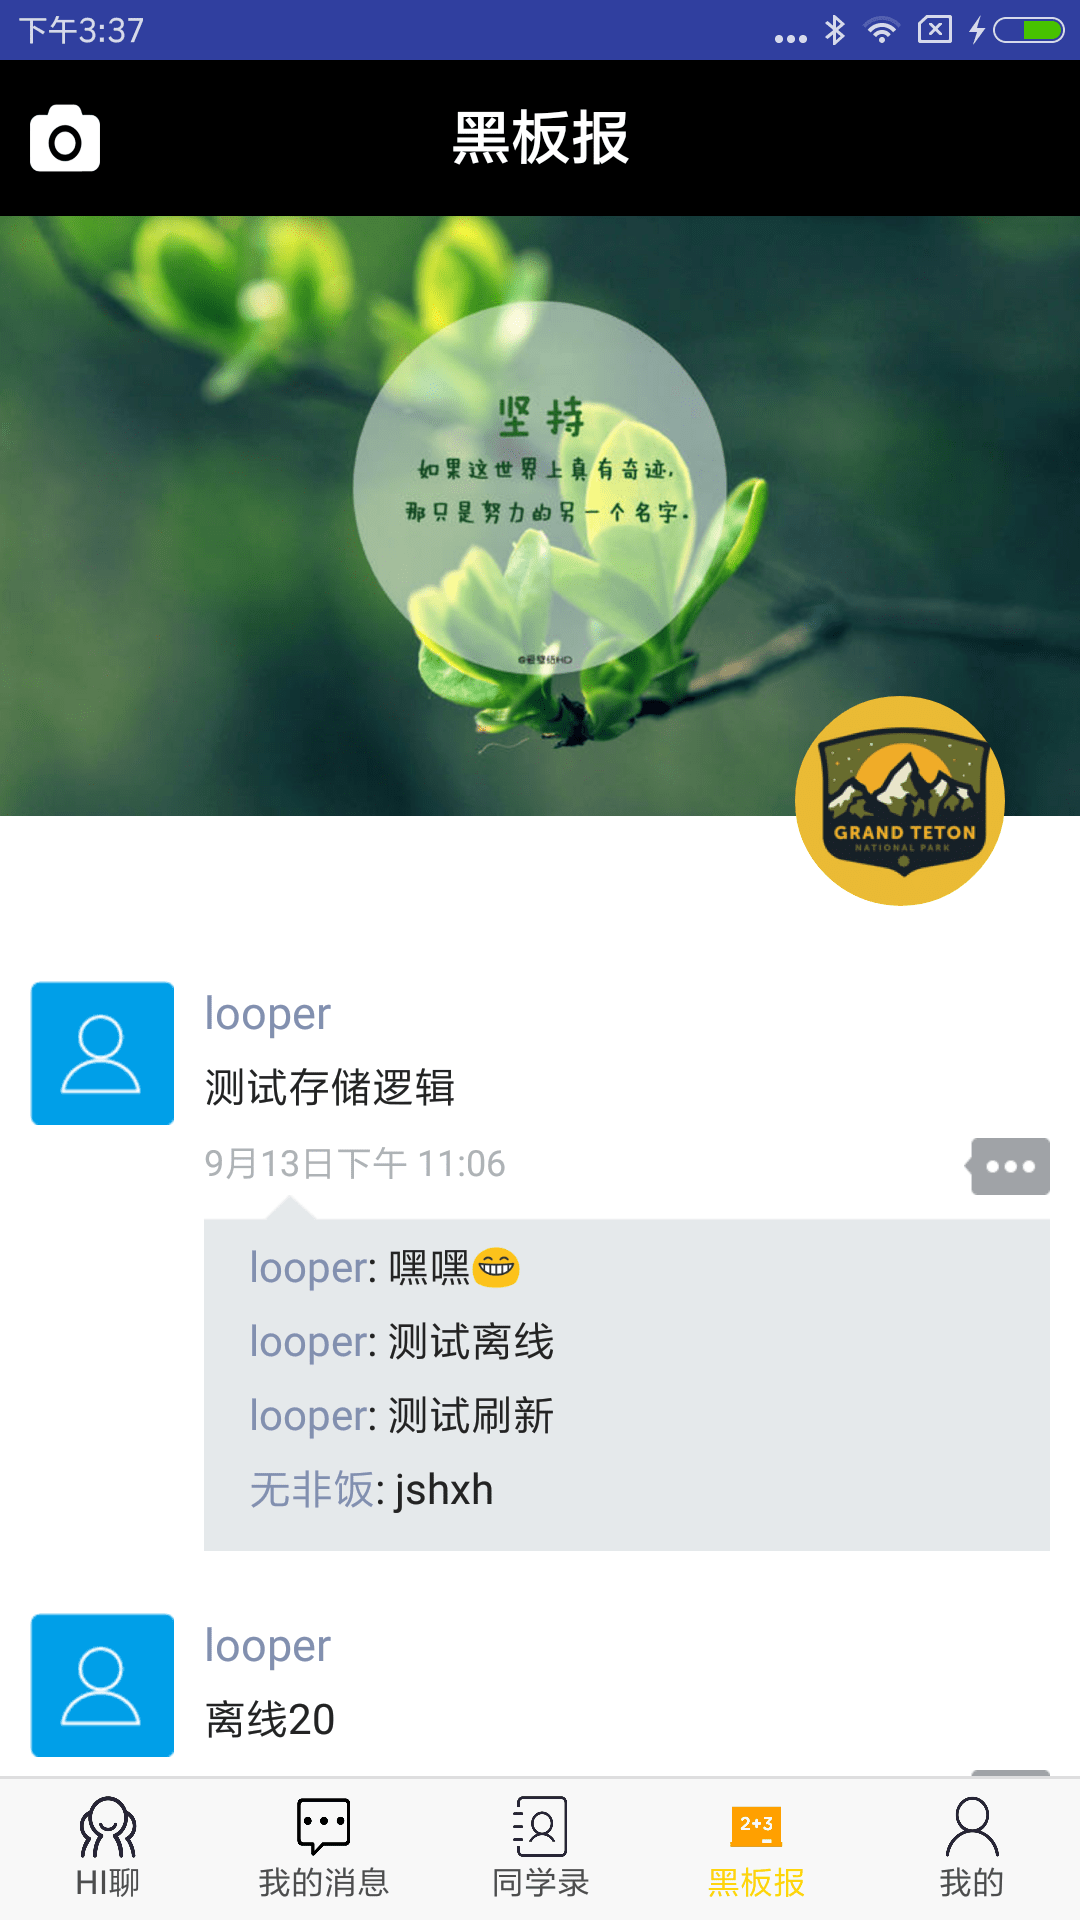 下午3:37
黑板报
坚持
如果这世界上真有奇迹,
那只是努力的另一个名字.
GRAND TETON
NATIONAL PARK
looper
测试存储逻辑
9月13日下午 11:06
looper: 嘿嘿😁
looper: 测试离线
looper: 测试刷新
无非饭: jshxh
looper
离线20
2+3
HI聊
我的消息
同学录
黑板报
我的